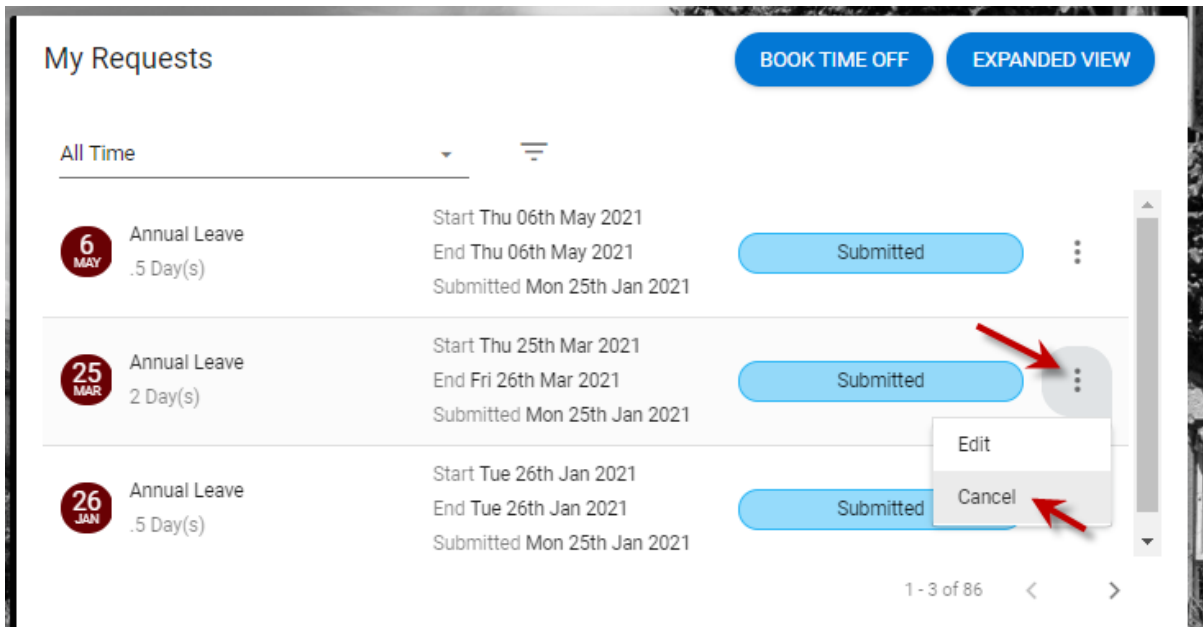 My Requests
BOOK TIME OFF
EXPANDED VIEW
All Time
6
MAY
Annual Leave
.5 Day(s)
Start Thu 06th May 2021
End Thu 06th May 2021
Submitted Mon 25th Jan 2021
Submitted
25
MAR
Annual Leave
2 Day(s)
Start Thu 25th Mar 2021
End Fri 26th Mar 2021
Submitted Mon 25th Jan 2021
Submitted
Edit
Cancel
26
JAN
Annual Leave
.5 Day(s)
Start Tue 26th Jan 2021
End Tue 26th Jan 2021
Submitted Mon 25th Jan 2021
Submitted
1 - 3 of 86